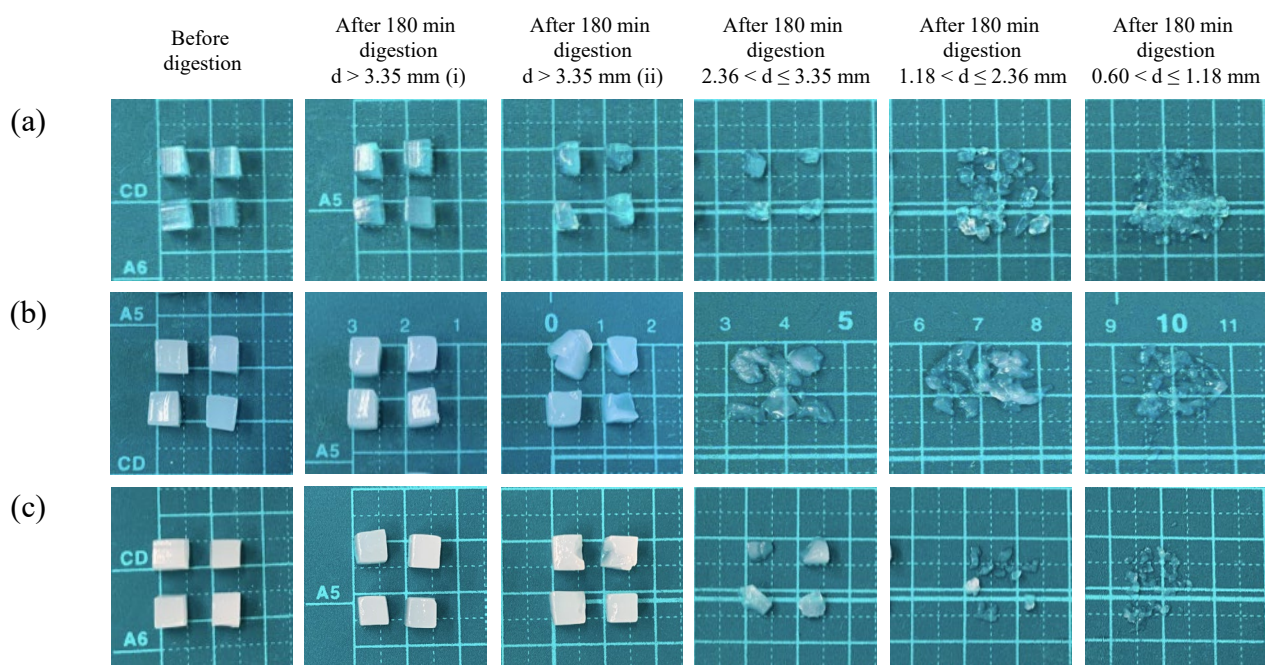 Before
digestion
After 180 min
digestion
d > 3.35 mm (i)
After 180 min
digestion
d > 3.35 mm (ii)
After 180 min
digestion
2.36 < d ≤ 3.35 mm
After 180 min
digestion
1.18 < d ≤ 2.36 mm
After 180 min
digestion
0.60 < d ≤ 1.18 mm
(a)
CD
A6
A5
(b)
A5
CD
3 2 1
A5
0 1 2
3 4 5
6 7 8
9 10 11
(c)
CD
A6
A5